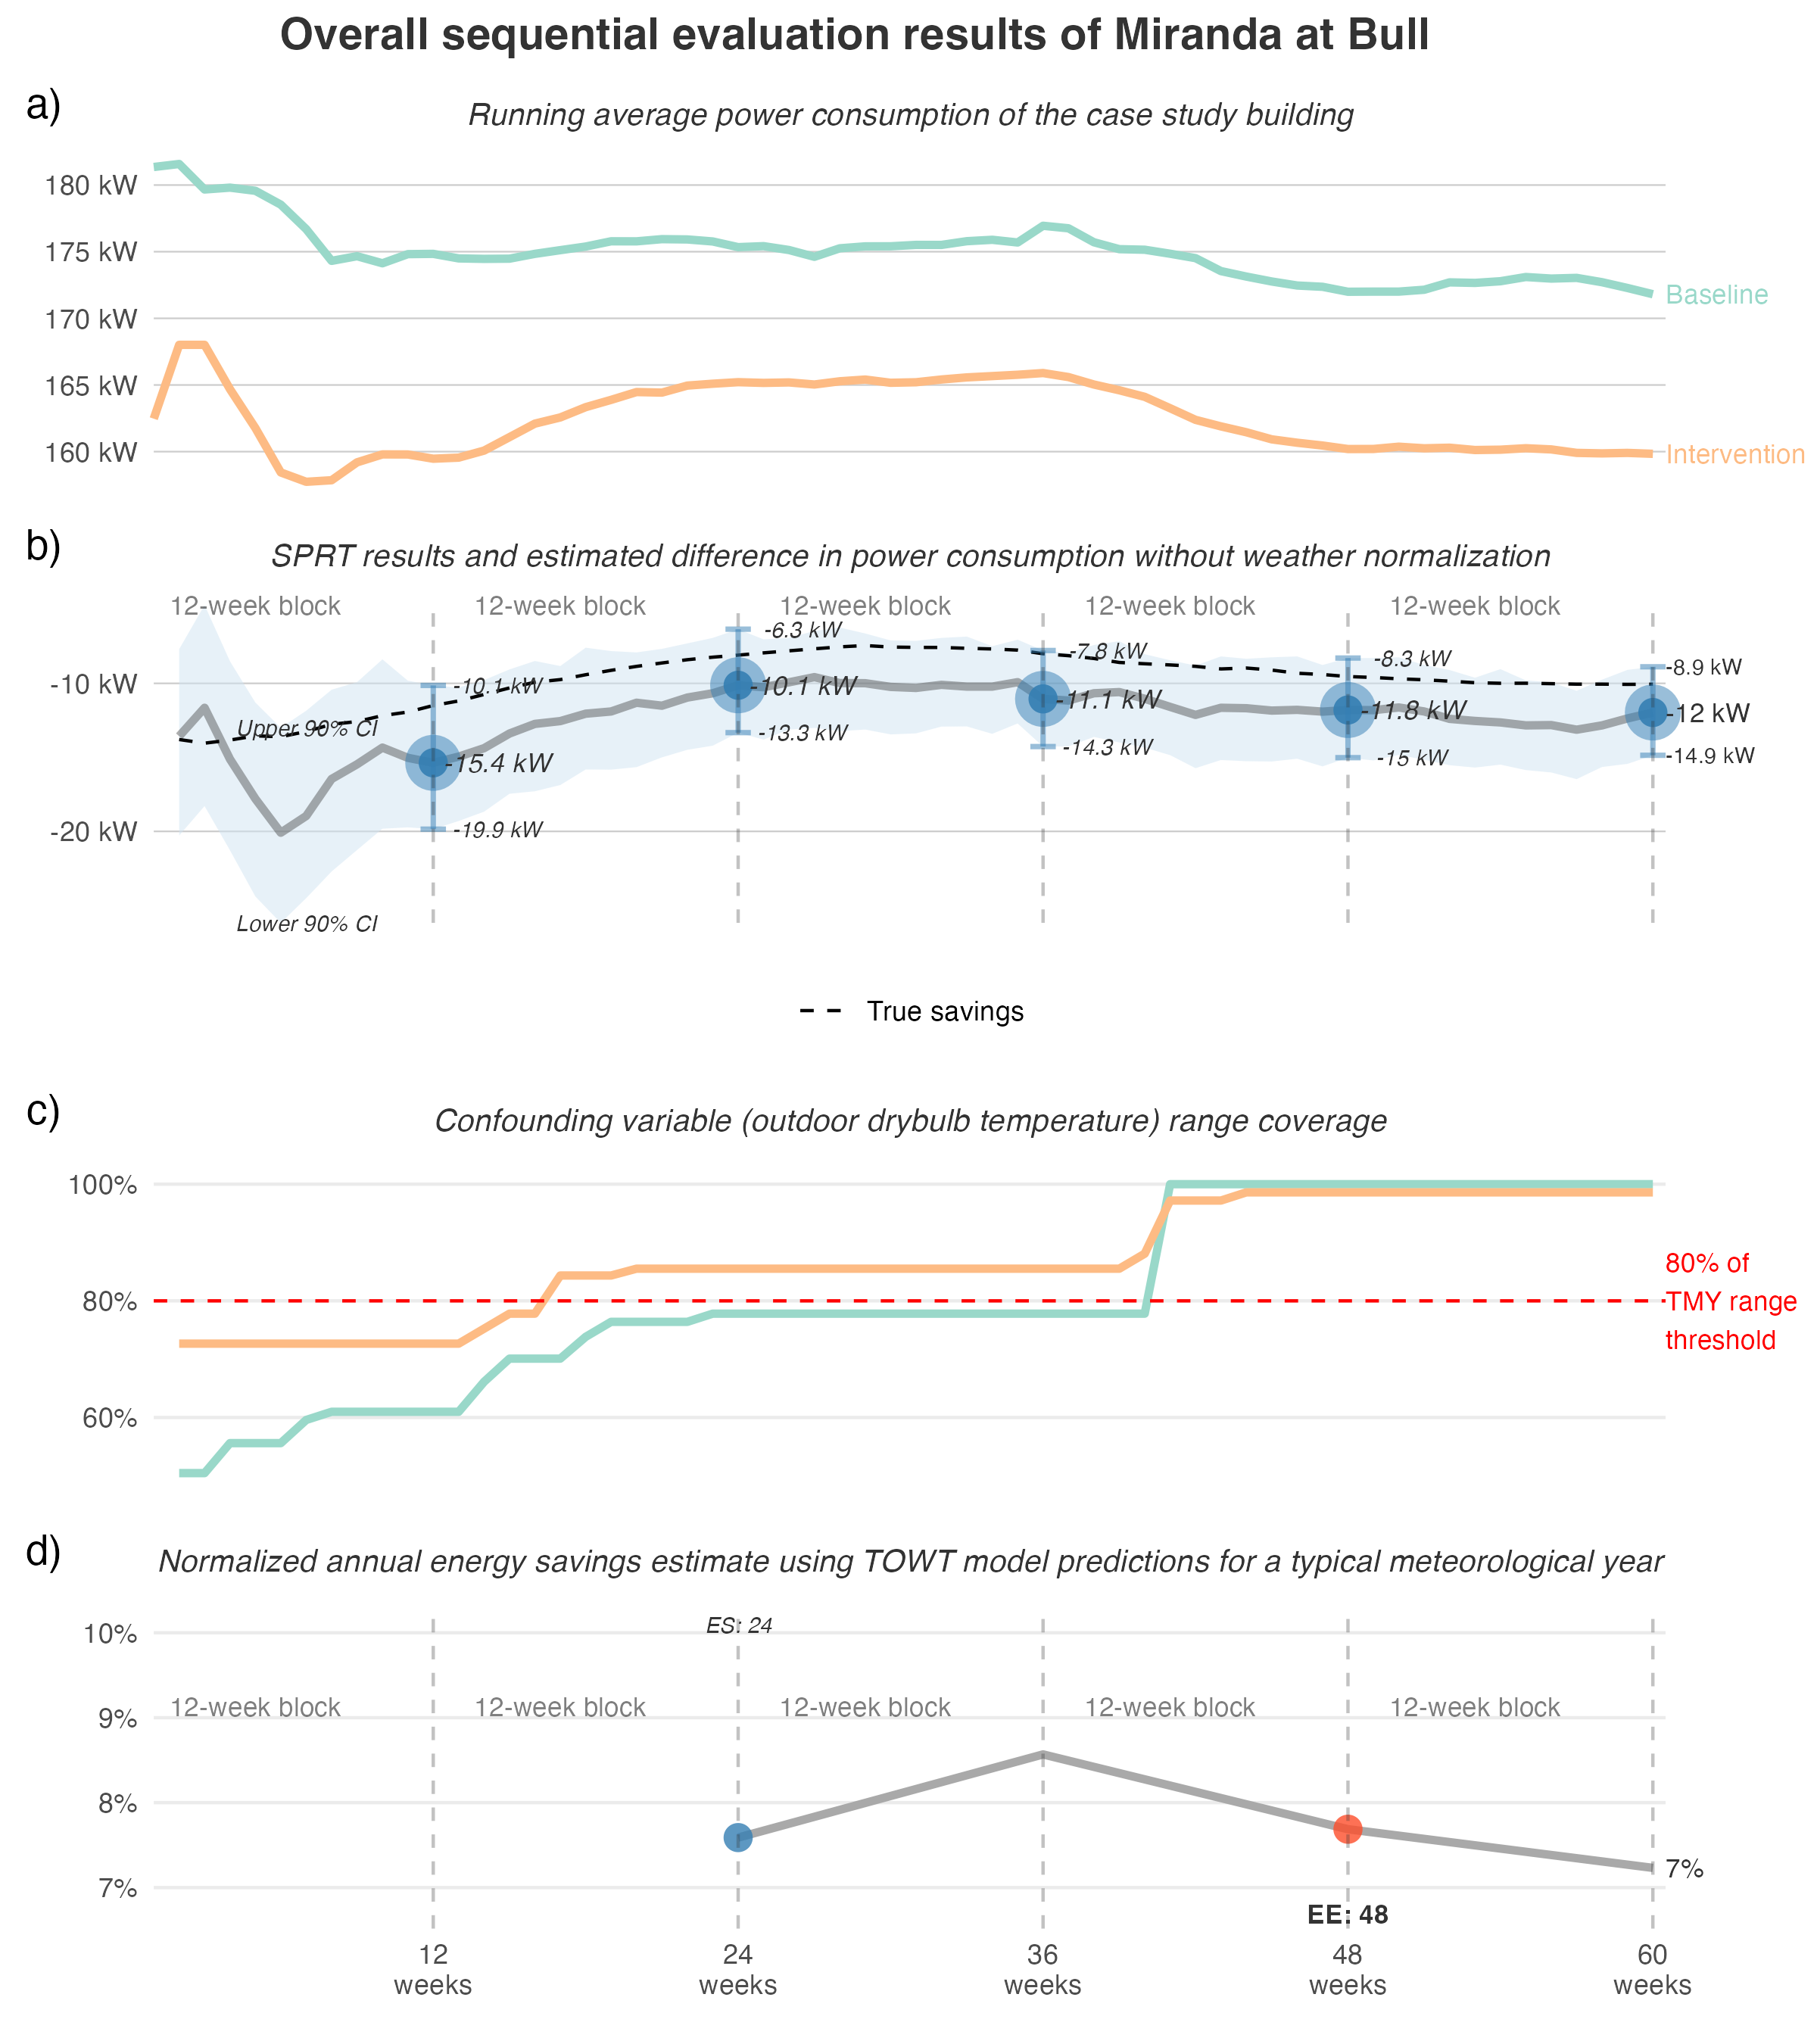 Overall sequential evaluation results of Miranda at Bull
a)
Running average power consumption of the case study building
180 kW
175 kW
170 kW
165 kW
160 kW
Baseline
Intervention
b)
SPRT results and estimated difference in power consumption without weather normalization
12-week block 12-week block 12-week block 12-week block 12-week block
-10 kW
-20 kW
Upper 90% CI
Lower 90% CI
-10.1 kW
-15.4 kW
-19.9 kW
-6.3 kW
-10.1 kW
-13.3 kW
-7.8 kW
-11.1 kW
-14.3 kW
-8.3 kW
-11.8 kW
-15 kW
-8.9 kW
-12 kW
-14.9 kW
True savings
c)
Confounding variable (outdoor drybulb temperature) range coverage
100%
80%
60%
80% of
TMY range
threshold
d)
Normalized annual energy savings estimate using TOWT model predictions for a typical meteorological year
10%
9%
8%
7%
ES: 24
12-week block 12-week block 12-week block 12-week block 12-week block
7%
EE: 48
12 24 36 48 60
weeks weeks weeks weeks weeks